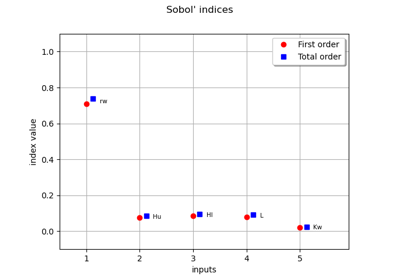 Sobol' indices
First order
Total order
1.0
0.8
0.6
0.4
0.2
0.0
index value
rw
Hu
Hl
L
Kw
1 2 3 4 5
inputs